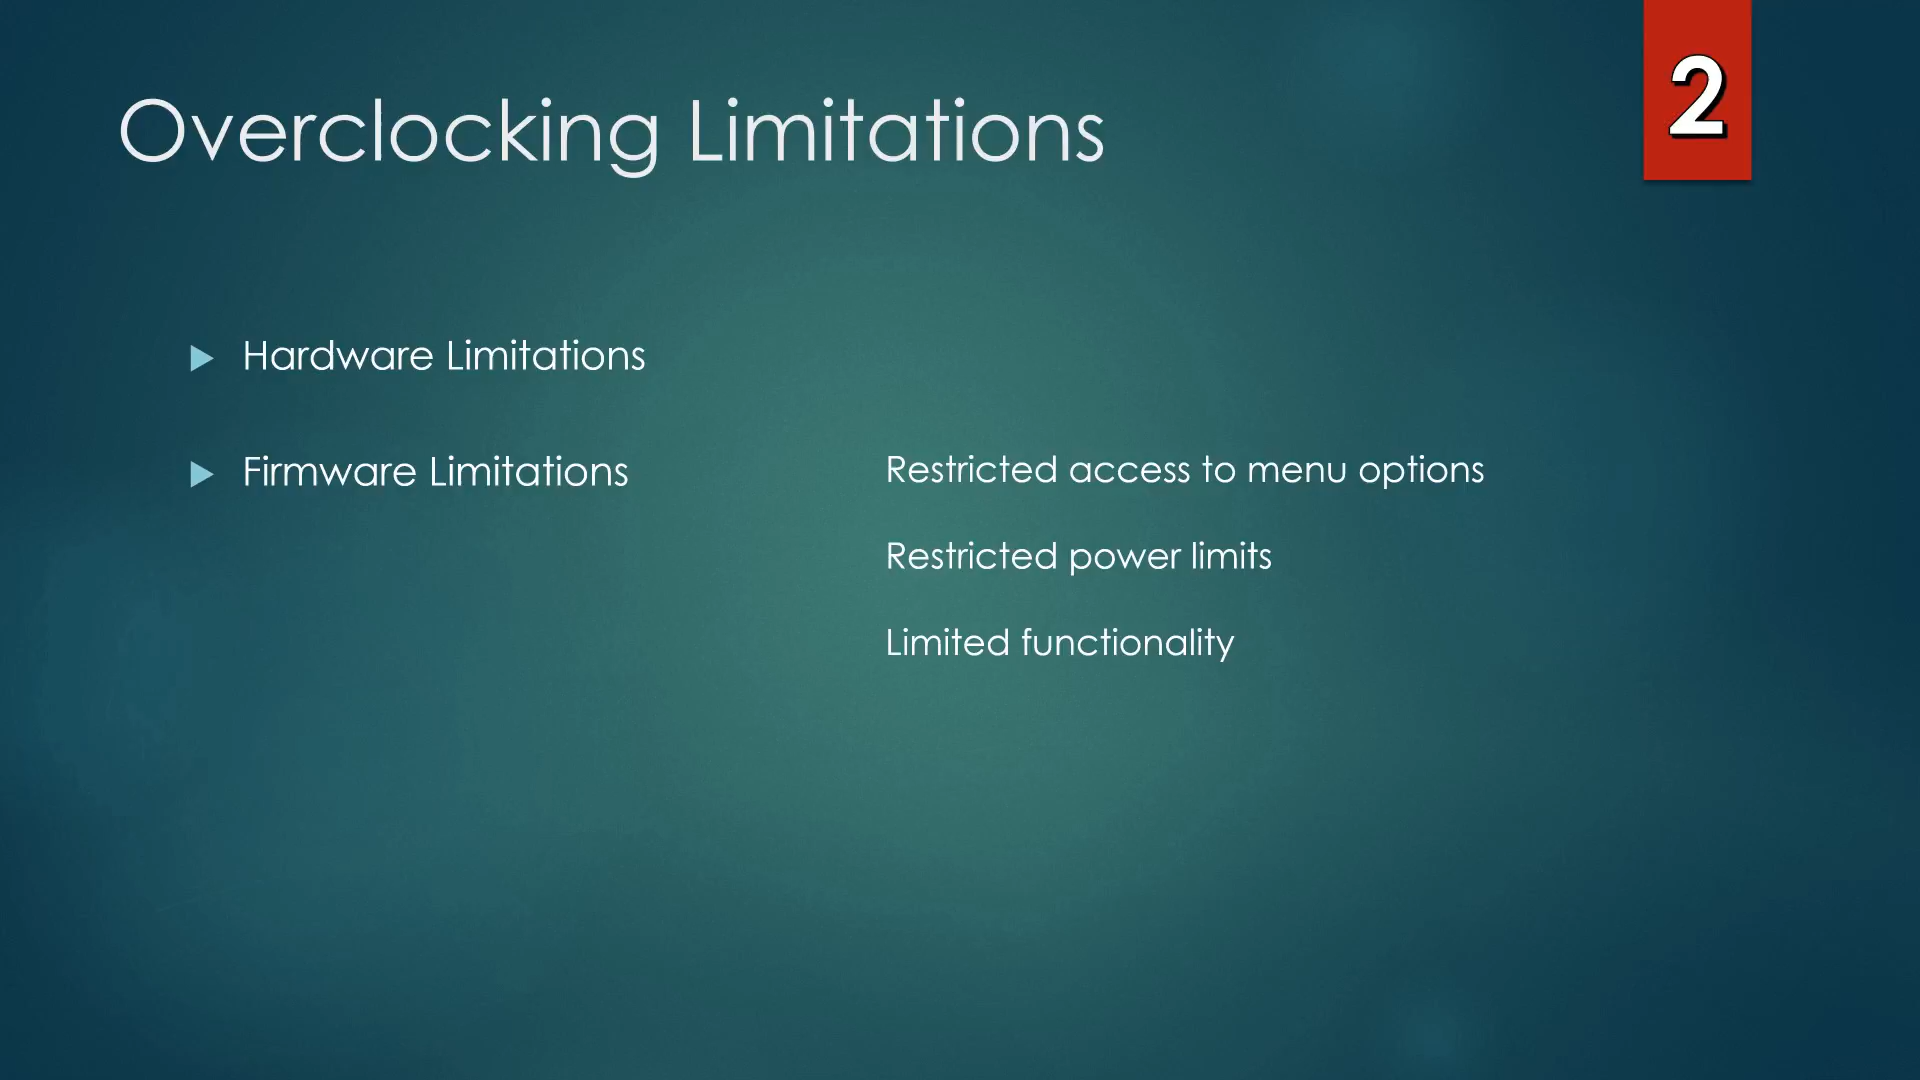 2
Overclocking Limitations
Hardware Limitations
Firmware Limitations
Restricted access to menu options
Restricted power limits
Limited functionality